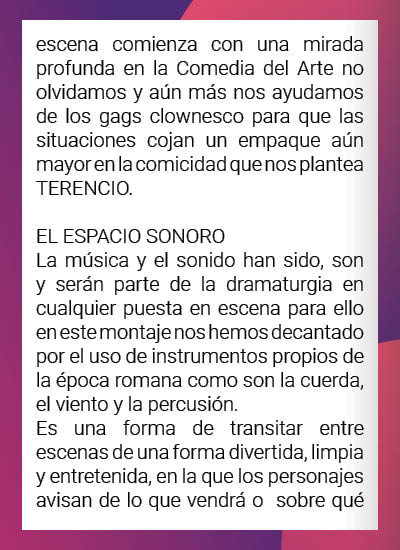 escena comienza con una mirada
profunda en la Comedia del Arte no
olvidamos y aún más nos ayudamos
de los gags clownesco para que las
situaciones cojan un empaque aún
mayor en la comicidad que nos plantea
TERENCIO.

EL ESPACIO SONORO
La música y el sonido han sido, son
y serán parte de la dramaturgia en
cualquier puesta en escena para ello
en este montaje nos hemos decantado
por el uso de instrumentos propios de
la época romana como son la cuerda,
el viento y la percusión.
Es una forma de transitar entre
escenas de una forma divertida, limpia
y entretenida, en la que los personajes
avisan de lo que vendrá o  sobre qué